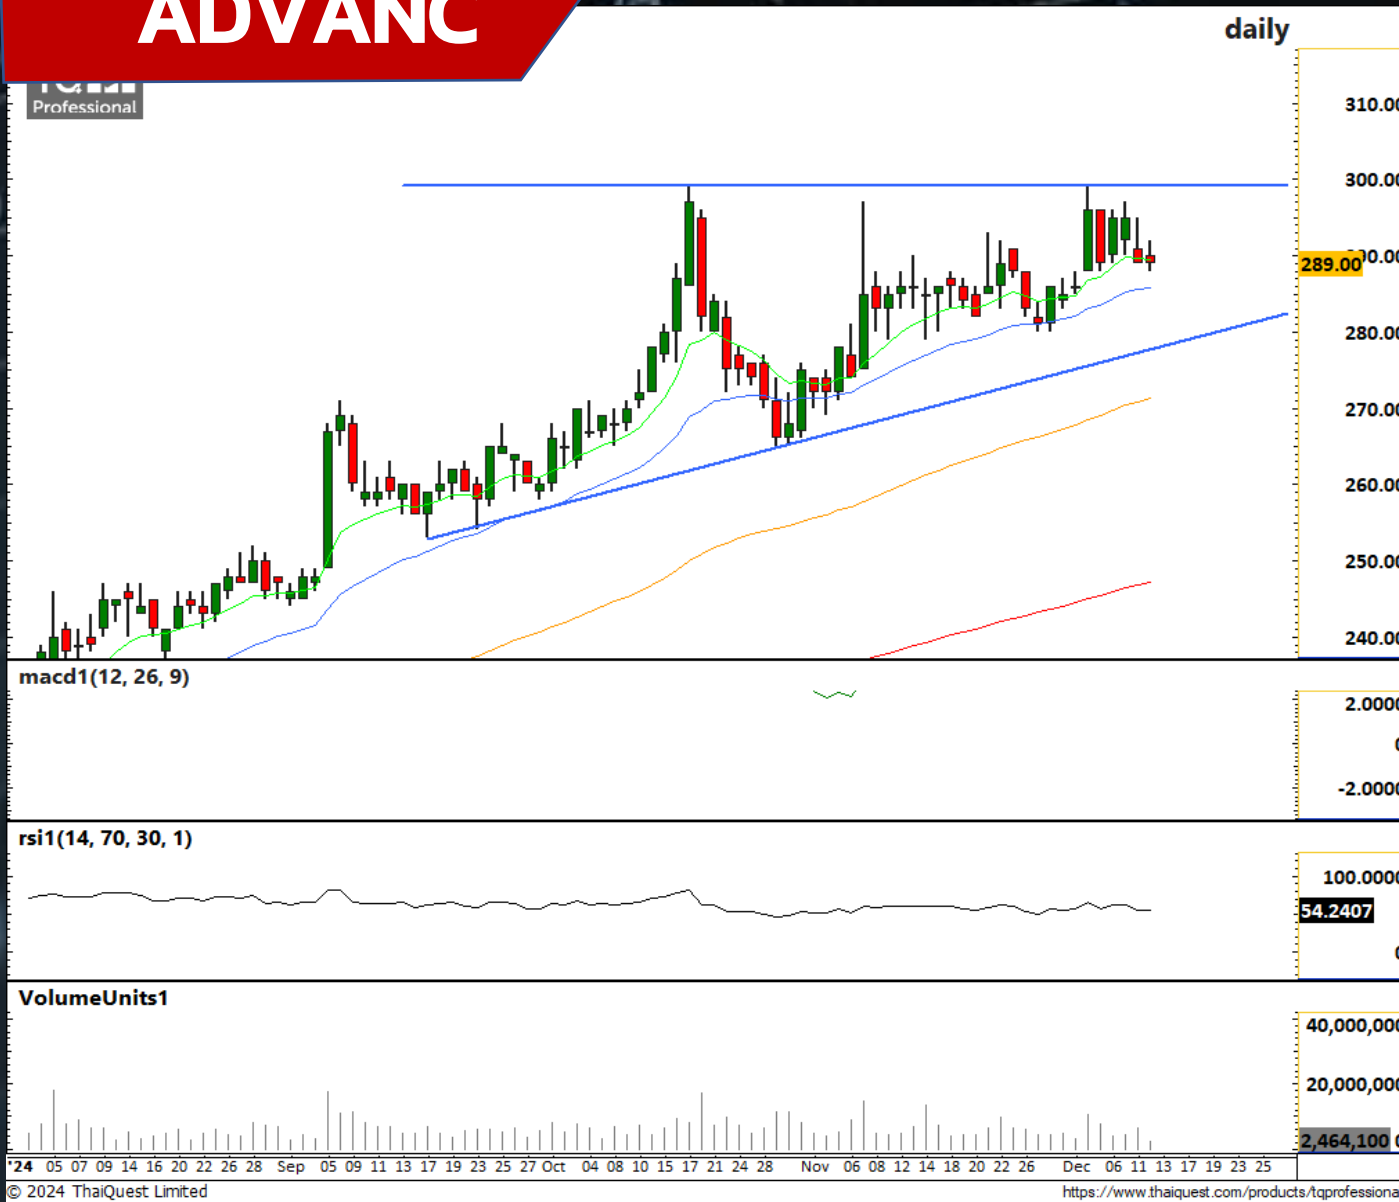 ADVANC
daily
Professional
310.00
300.00
289.00
280.00
270.00
260.00
250.00
240.00
macd1(12, 26, 9)
2.0000
0
-2.0000
rsi1(14, 70, 30, 1)
100.0000
54.2407
0
VolumeUnits1
40,000,000
20,000,000
2,464,100 0
'24 05 07 09 14 16 20 22 26 28 Sep 05 09 11 13 17 19 23 25 27 Oct 04 08 10 15 17 21 24 28 Nov 06 08 12 14 18 20 22 26 Dec 06 11 13 17 19 23 25
© 2024 ThaiQuest Limited
https://www.thaiquest.com/products/tqprofessiona